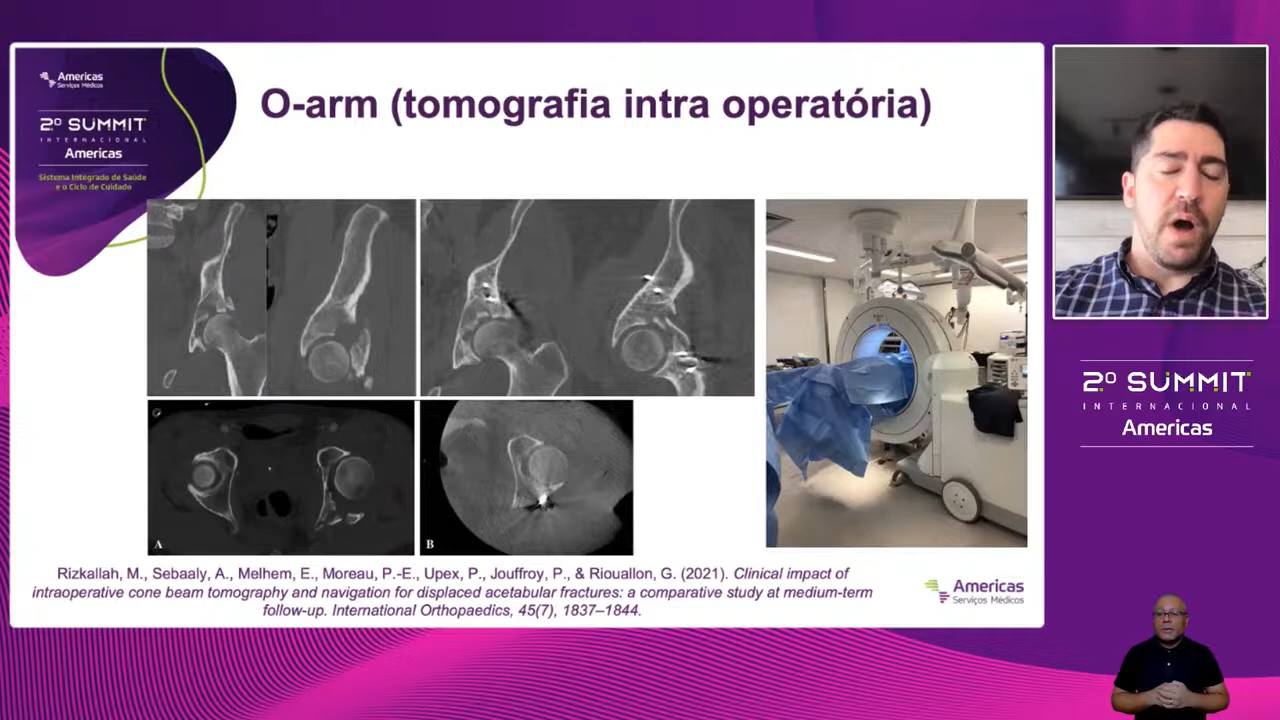 Americas
Serviços Médicos
2º SUMMIT
INTERNACIONAL
Americas
Sistema Integrado de Saúde
e o Ciclo de Cuidado
O-arm (tomografia intra operatória)
A
B
Rizkallah, M., Sebaaly, A., Melhem, E., Moreau, P.-E., Upex, P., Jouffroy, P., & Riouallon, G. (2021). Clinical impact of
intraoperative cone beam tomography and navigation for displaced acetabular fractures: a comparative study at medium-term
follow-up. International Orthopaedics, 45(7), 1837–1844.
Americas
Serviços Médicos
2º SUMMIT
INTERNACIONAL
Americas